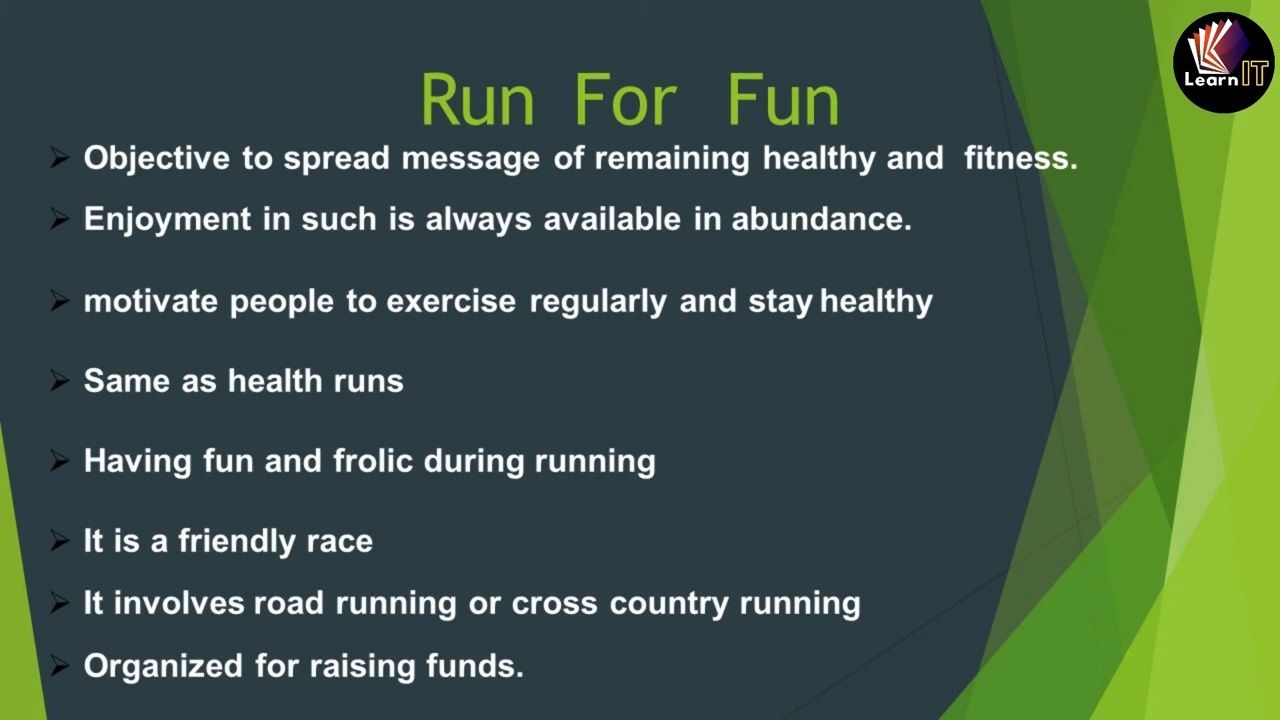 Learn IT
Run For Fun
➢ Objective to spread message of remaining healthy and fitness.
➢ Enjoyment in such is always available in abundance.
➢ motivate people to exercise regularly and stay healthy
➢ Same as health runs
➢ Having fun and frolic during running
➢ It is a friendly race
➢ It involves road running or cross country running
➢ Organized for raising funds.